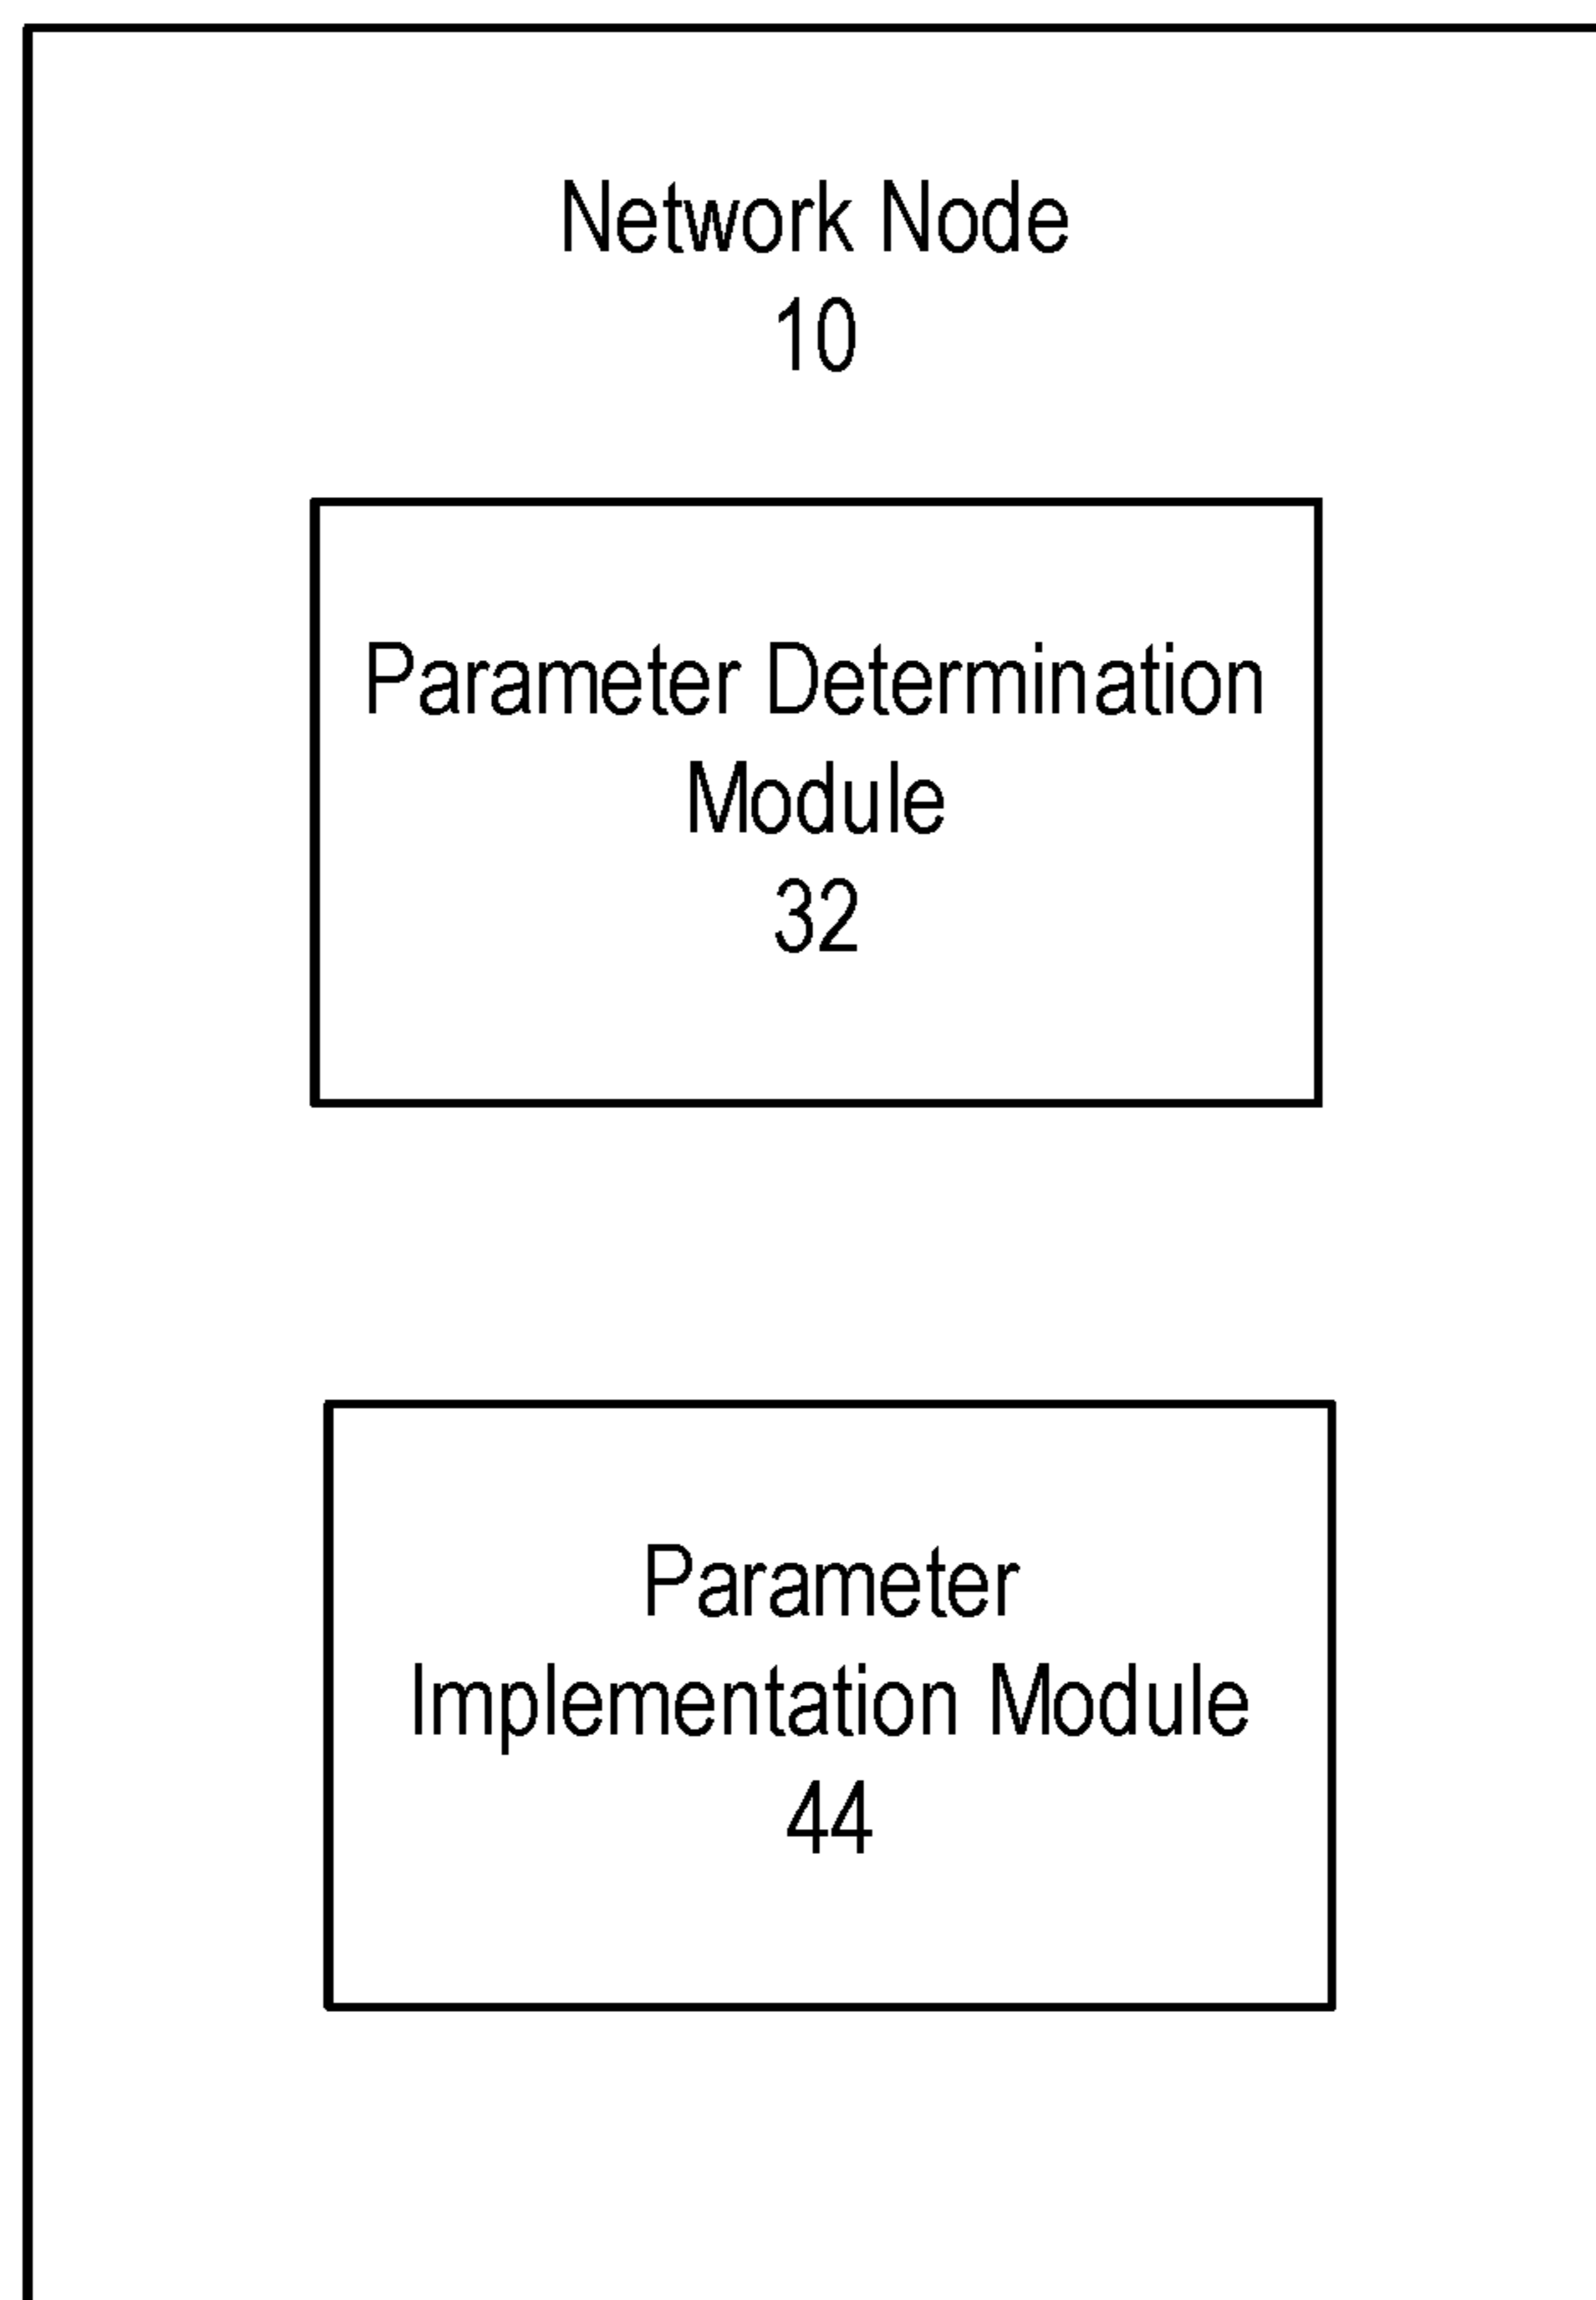 Network Node
10
Parameter Determination
Module
32
Parameter
Implementation Module
44